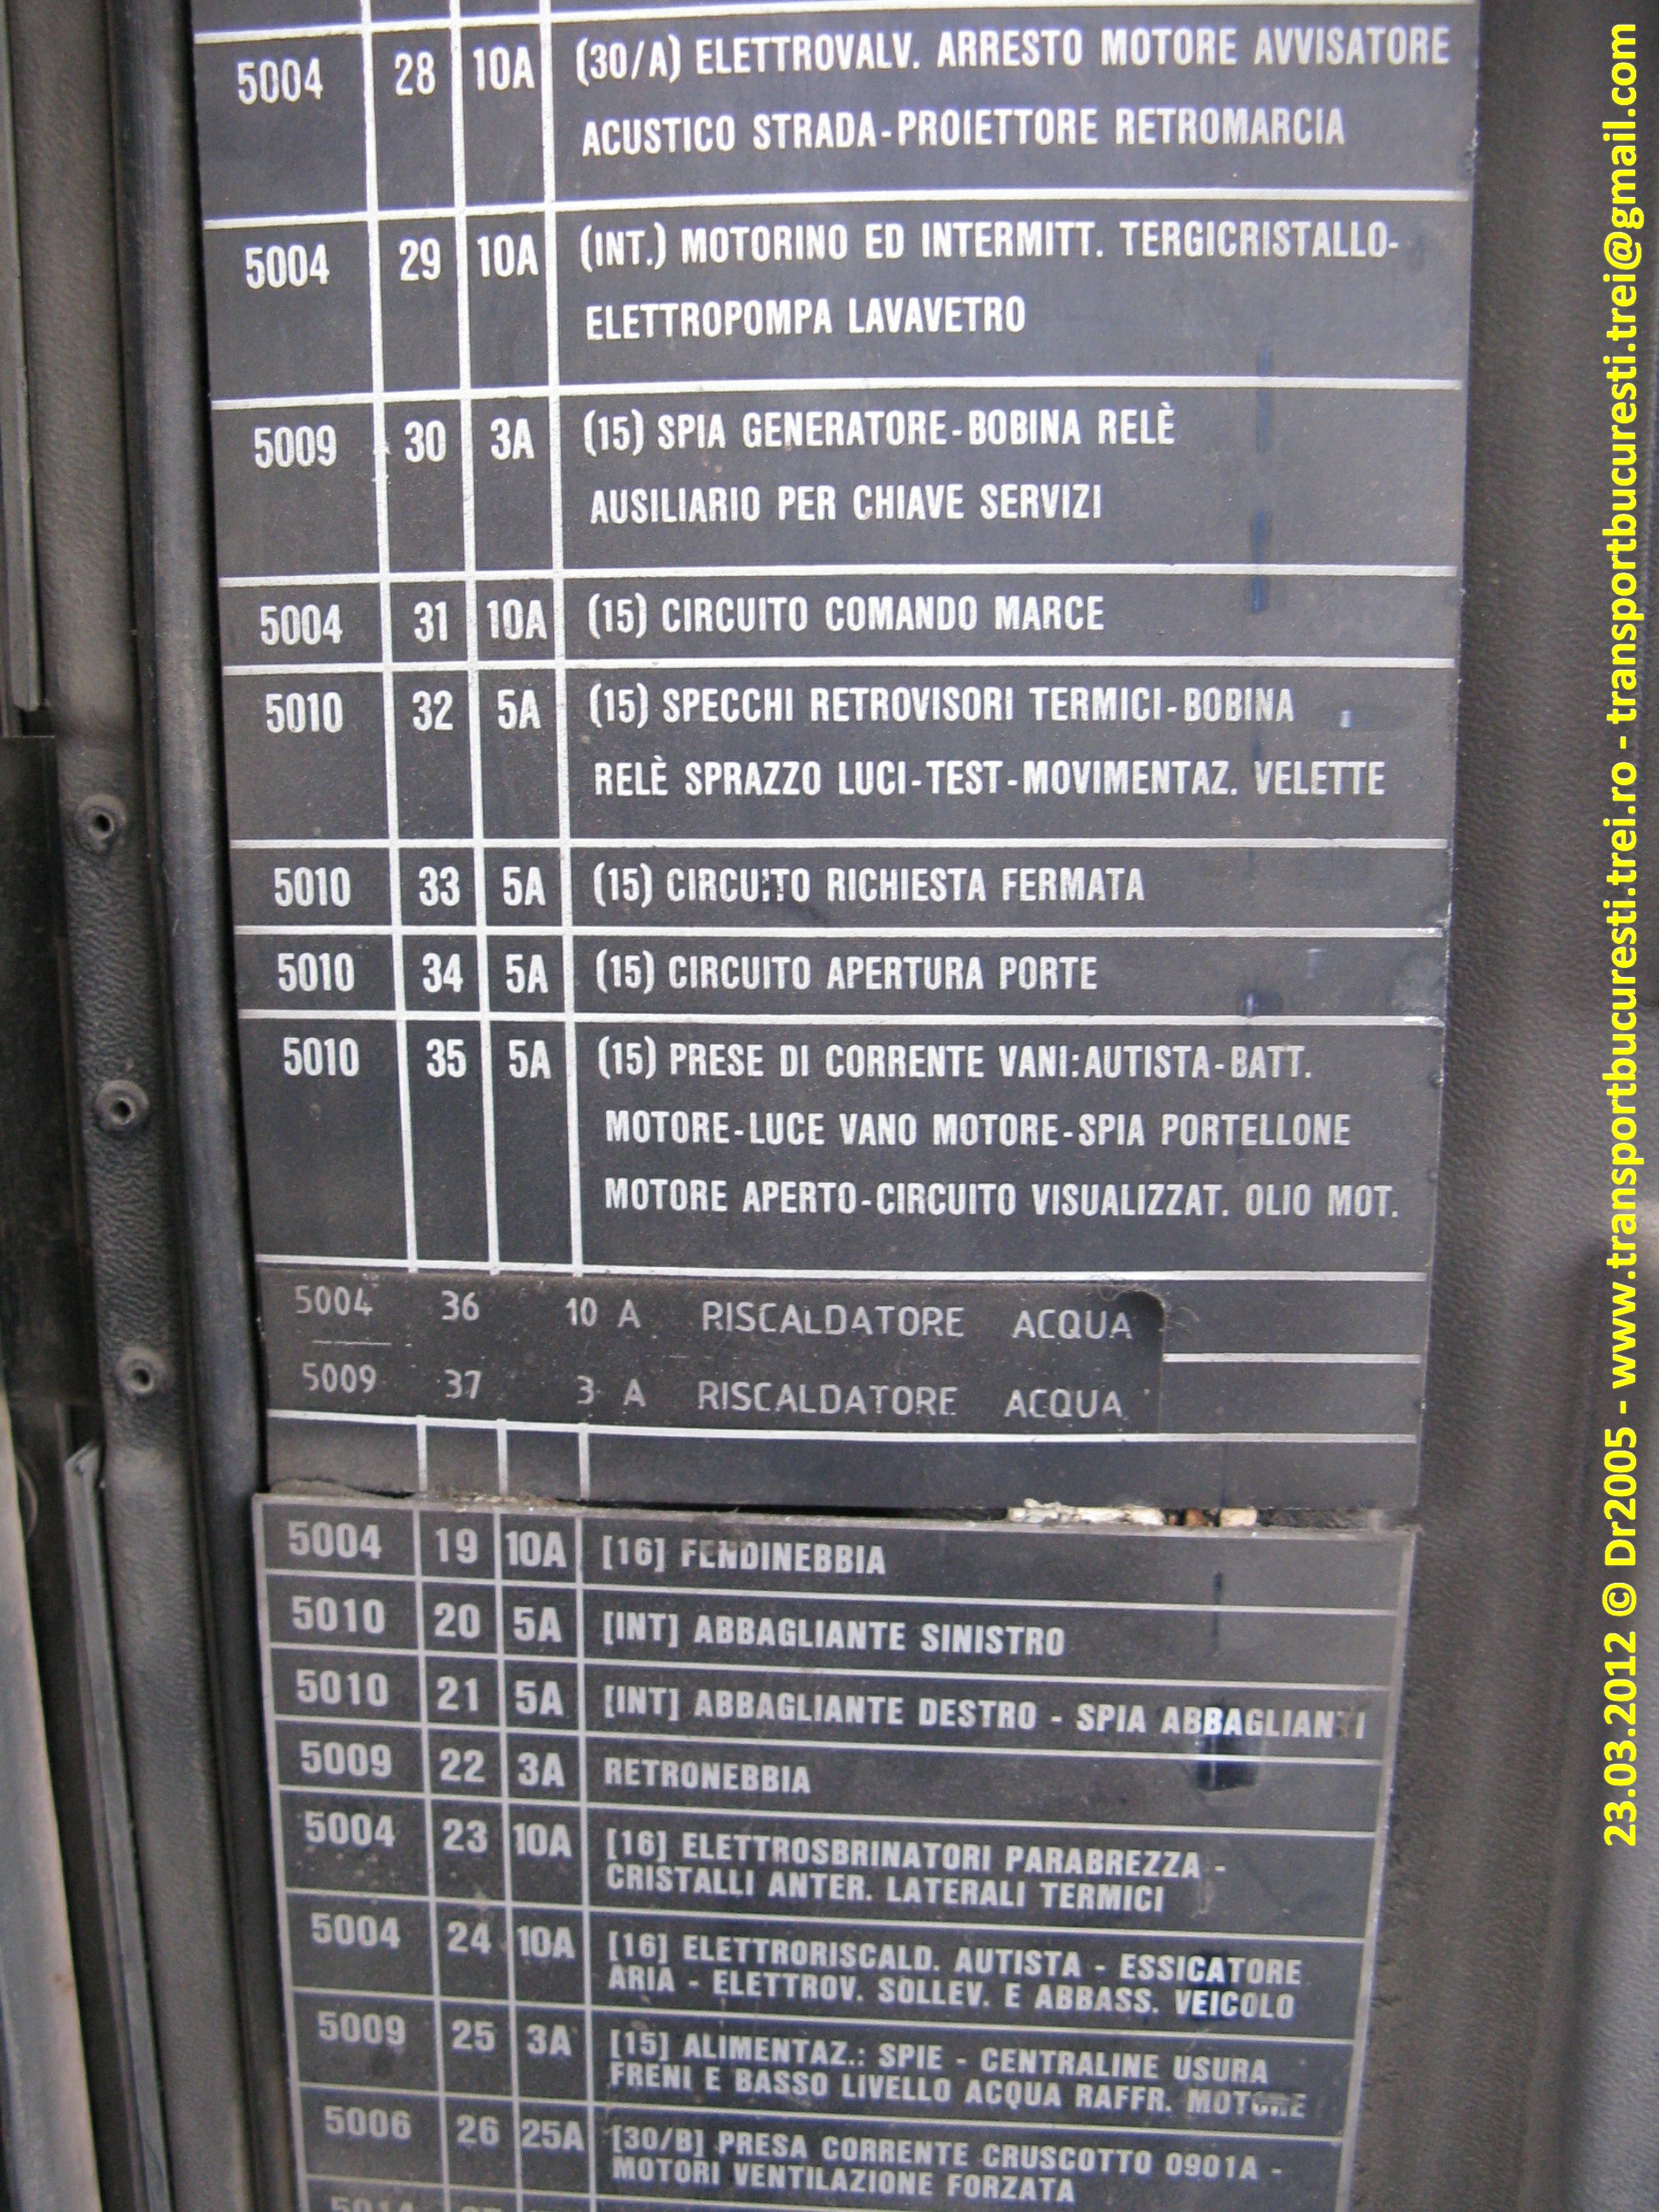 5004 28 10A (30/A) ELETTROVALV. ARRESTO MOTORE AVVISATORE
ACUSTICO STRADA-PROIETTORE RETROMARCIA
5004 29 10A (INT.) MOTORINO ED INTERMITT. TERGICRISTALLO-
ELETTROPOMPA LAVAVETRO
5009 30 3A (15) SPIA GENERATORE-BOBINA RELÈ
AUSILIARIO PER CHIAVE SERVIZI
5004 31 10A (15) CIRCUITO COMANDO MARCE
5010 32 5A (15) SPECCHI RETROVISORI TERMICI-BOBINA
RELÈ SPRAZZO LUCI-TEST-MOVIMENTAZ. VELETTE
5010 33 5A (15) CIRCUITO RICHIESTA FERMATA
5010 34 5A (15) CIRCUITO APERTURA PORTE
5010 35 5A (15) PRESE DI CORRENTE VANI:AUTISTA-BATT.
MOTORE-LUCE VANO MOTORE-SPIA PORTELLONE
MOTORE APERTO-CIRCUITO VISUALIZZAT. OLIO MOT.
5004 36 10 A RISCALDATORE ACQUA
5009 37 3 A RISCALDATORE ACQUA
5004 19 10A [16] FENDINEBBIA
5010 20 5A [INT] ABBAGLIANTE SINISTRO
5010 21 5A [INT] ABBAGLIANTE DESTRO - SPIA ABBAGLIANTI
5009 22 3A RETRONEBBIA
5004 23 10A [16] ELETTROSBRINATORI PARABREZZA -
CRISTALLI ANTER. LATERALI TERMICI
5004 24 10A [16] ELETTRORISCALD. AUTISTA - ESSICATORE
ARIA - ELETTROV. SOLLEV. E ABBASS. VEICOLO
5009 25 3A [15] ALIMENTAZ.: SPIE - CENTRALINE USURA
FRENI E BASSO LIVELLO ACQUA RAFFR. MOTORE
5006 26 25A [30/B] PRESA CORRENTE CRUSCOTTO 0901A -
MOTORI VENTILAZIONE FORZATA
23.03.2012 © Dr2005 - www.transportbucuresti.trei.ro - transportbucuresti.trei@gmail.com